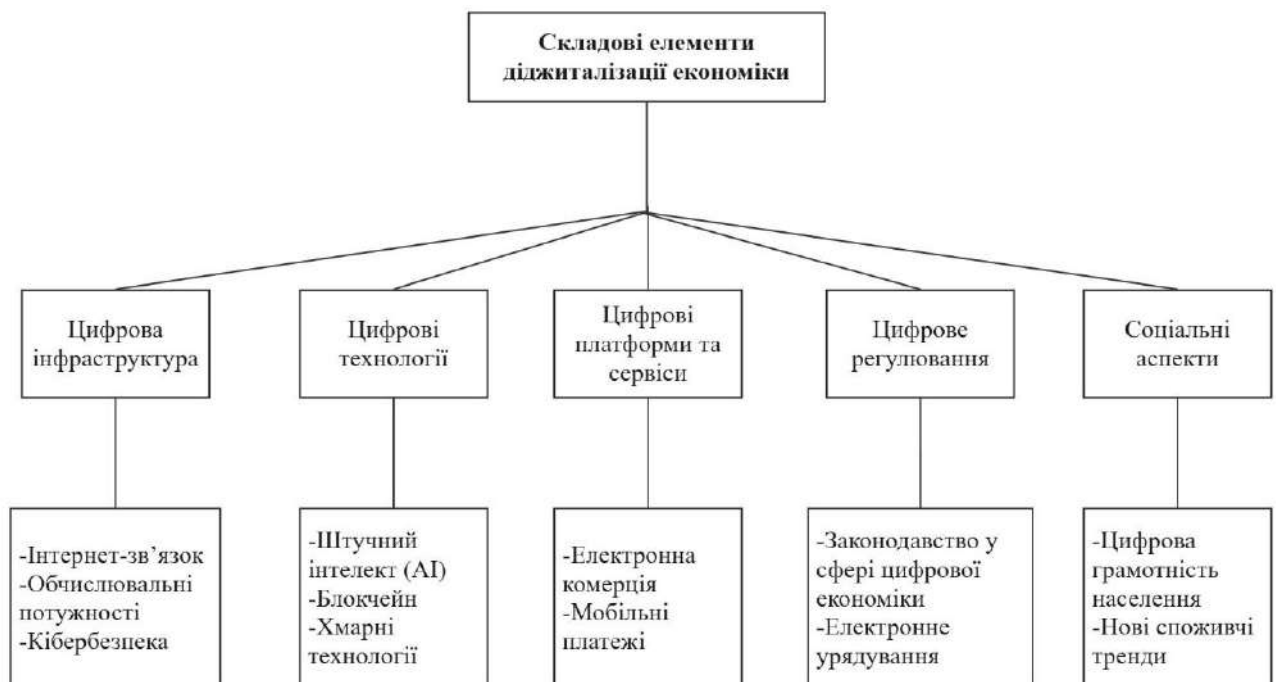 Складові елементи
діджиталізації економіки
Цифрова
інфраструктура
Цифрові
технології
Цифрові
платформи та
сервіси
Цифрове
регулювання
Соціальні
аспекти
-Інтернет-зв’язок
-Обчислювальні
потужності
-Кібербезпека
-Штучний
інтелект (AI)
-Блокчейн
-Хмарні
технології
-Електронна
комерція
-Мобільні
платежі
-Законодавство у
сфері цифрової
економіки
-Електронне
урядування
-Цифрова
грамотність
населення
-Нові споживчі
тренди